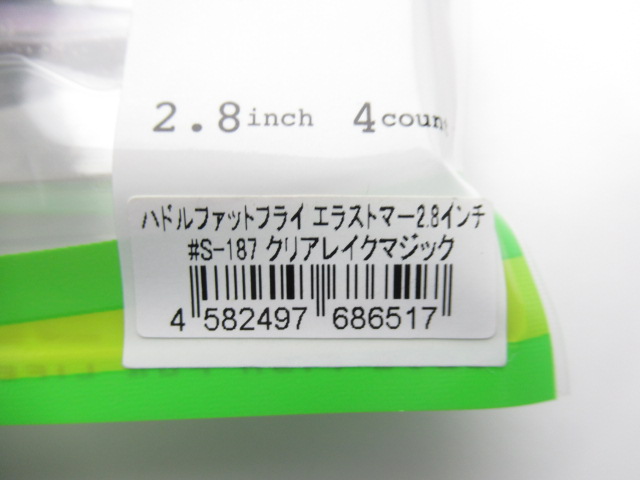 2.8inch 4coun
ハドルファットフライ エラストマー2.8インチ
#S-187 クリアレイクマジック
4 582497 686517